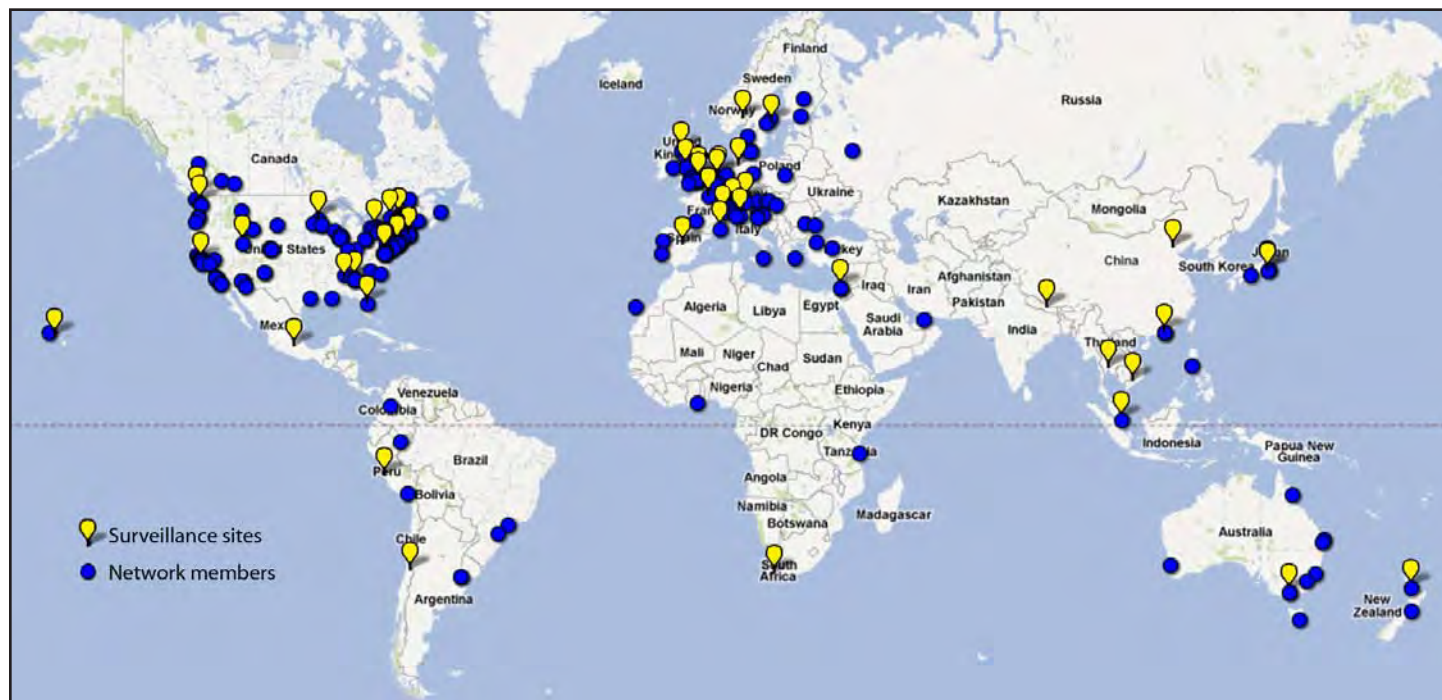 Finland
Iceland
Sweden
Norway
Russia
Canada
United
Kingdom
Poland
Ukraine
Kazakhstan
Mongolia
France
Italy
Spain
United States
China
South Korea
Japan
Afghanistan
Iraq
Iran
Pakistan
Algeria
Libya
Egypt
Saudi
Arabia
India
Mexico
Mali
Niger
Chad
Sudan
Thailand
Nigeria
Ethiopia
Venezuela
Colombia
DR Congo
Kenya
Indonesia
Papua New
Guinea
Tanzania
Brazil
Peru
Angola
Bolivia
Namibia
Botswana
Madagascar
Australia
Chile
Surveillance sites
South
Africa
Network members
Argentina
New
Zealand